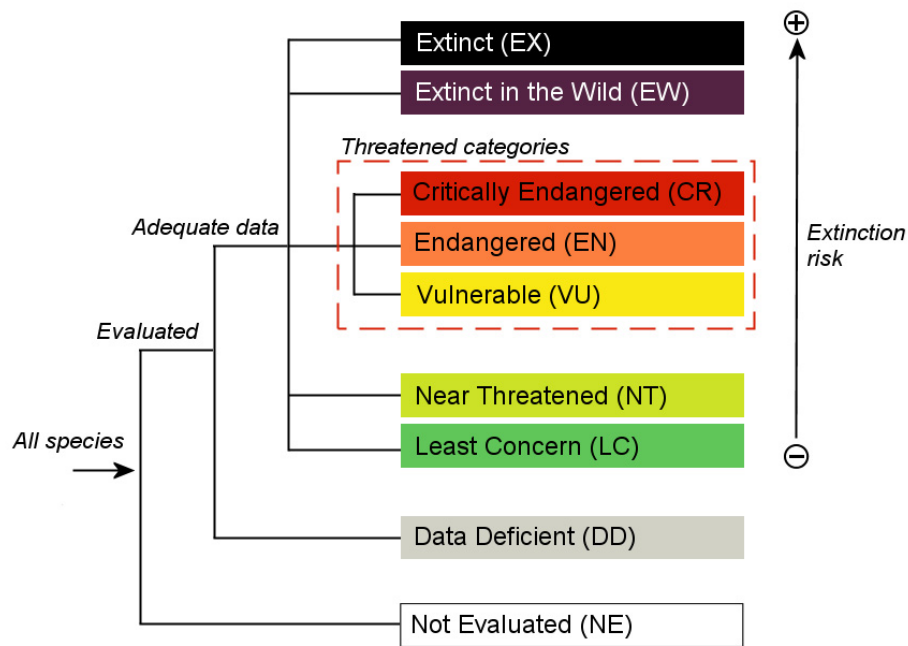 Extinct (EX)
Extinct in the Wild (EW)
Threatened categories
Critically Endangered (CR)
Adequate data
Endangered (EN)
Extinction
risk
Vulnerable (VU)
Evaluated
Near Threatened (NT)
All species
Least Concern (LC)
Data Deficient (DD)
Not Evaluated (NE)